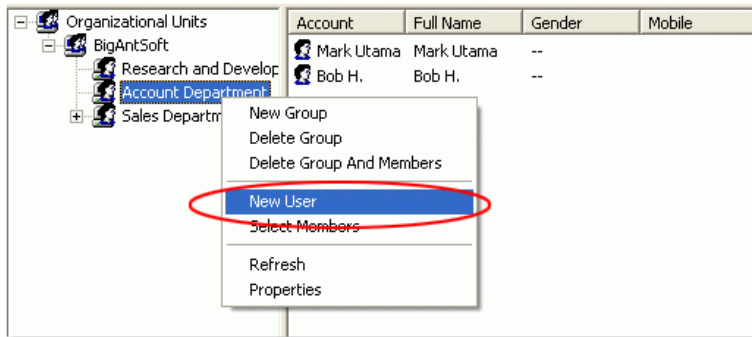 Organizational Units
BigAntSoft
Research and Develop
Account Department
Sales Departm
Account Full Name Gender Mobile
Mark Utama Mark Utama --
Bob H. Bob H. --
New Group
Delete Group
Delete Group And Members
New User
Select Members
Refresh
Properties